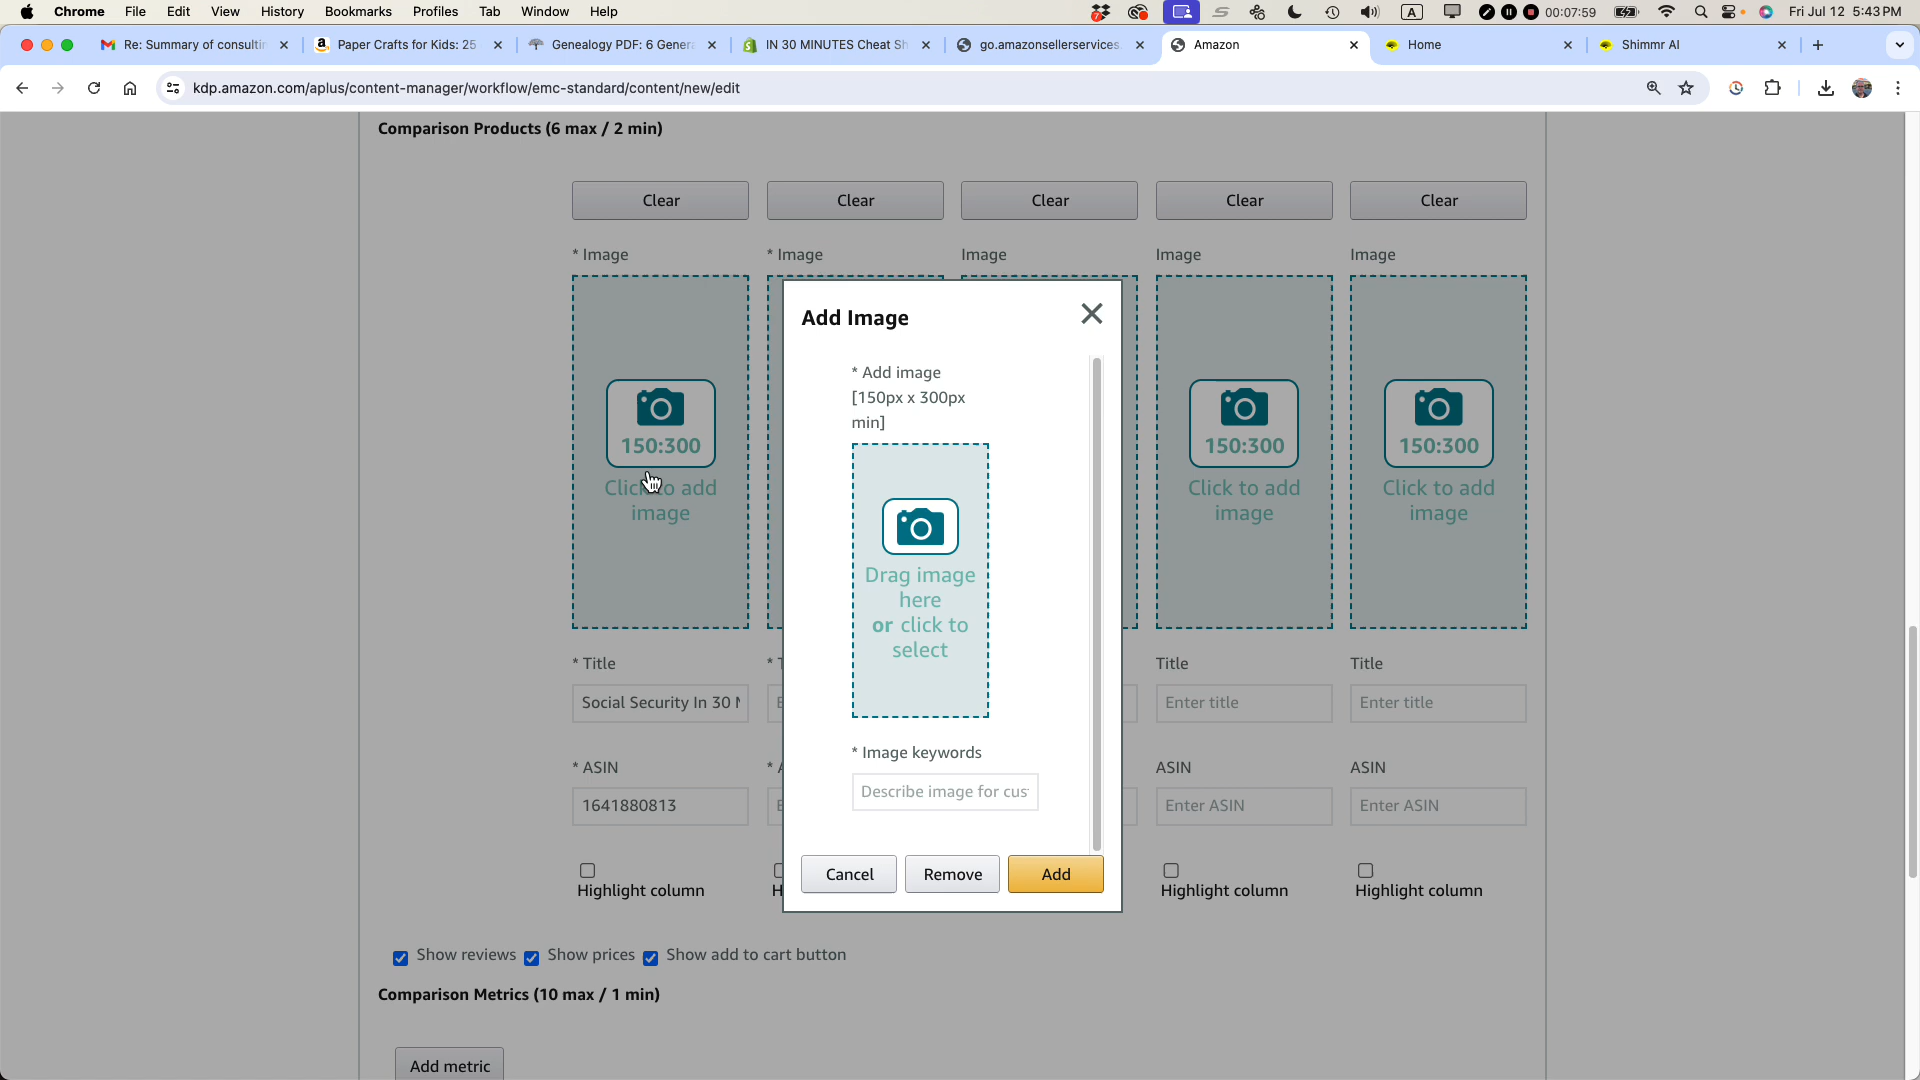 Chrome File Edit View History Bookmarks Profiles Tab Window Help 7 A 00:07:59 Fri Jul 12 5:43 PM
Re: Summary of consultin Paper Crafts for Kids: 25 Genealogy PDF: 6 Genera IN 30 MINUTES Cheat Sh go.amazonsellerservices. Amazon Home Shimmr AI
kdp.amazon.com/aplus/content-manager/workflow/emc-standard/content/new/edit
Comparison Products (6 max / 2 min)
Clear Clear Clear Clear Clear
* Image * Image Image Image Image
150:300 150:300 150:300
Click to add image Click to add image Click to add image
Add Image
* Add image
[150px x 300px
min]
Drag image
here
or click to
select
* Image keywords
Describe image for cus
Cancel Remove Add
* Title Title Title
Social Security In 30 Enter title Enter title
* ASIN ASIN ASIN
1641880813 Enter ASIN Enter ASIN
Highlight column Highlight column Highlight column
Show reviews Show prices Show add to cart button
Comparison Metrics (10 max / 1 min)
Add metric